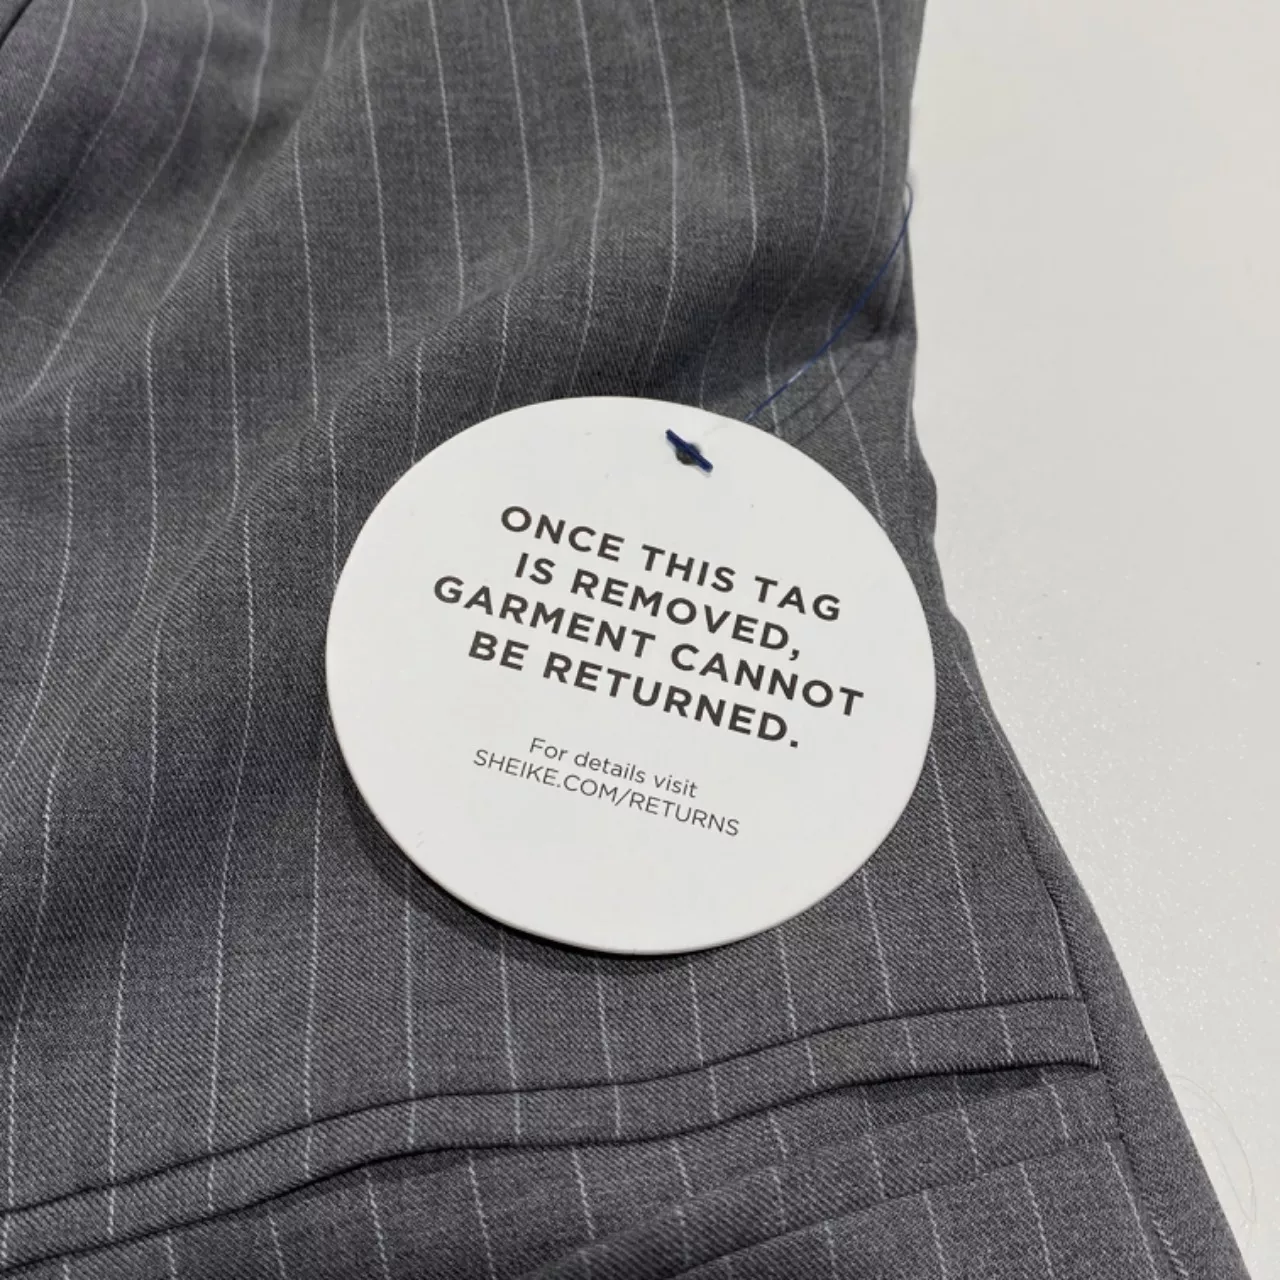 ONCE THIS TAG
IS REMOVED,
GARMENT CANNOT
BE RETURNED.
For details visit
SHEIKE.COM/RETURNS